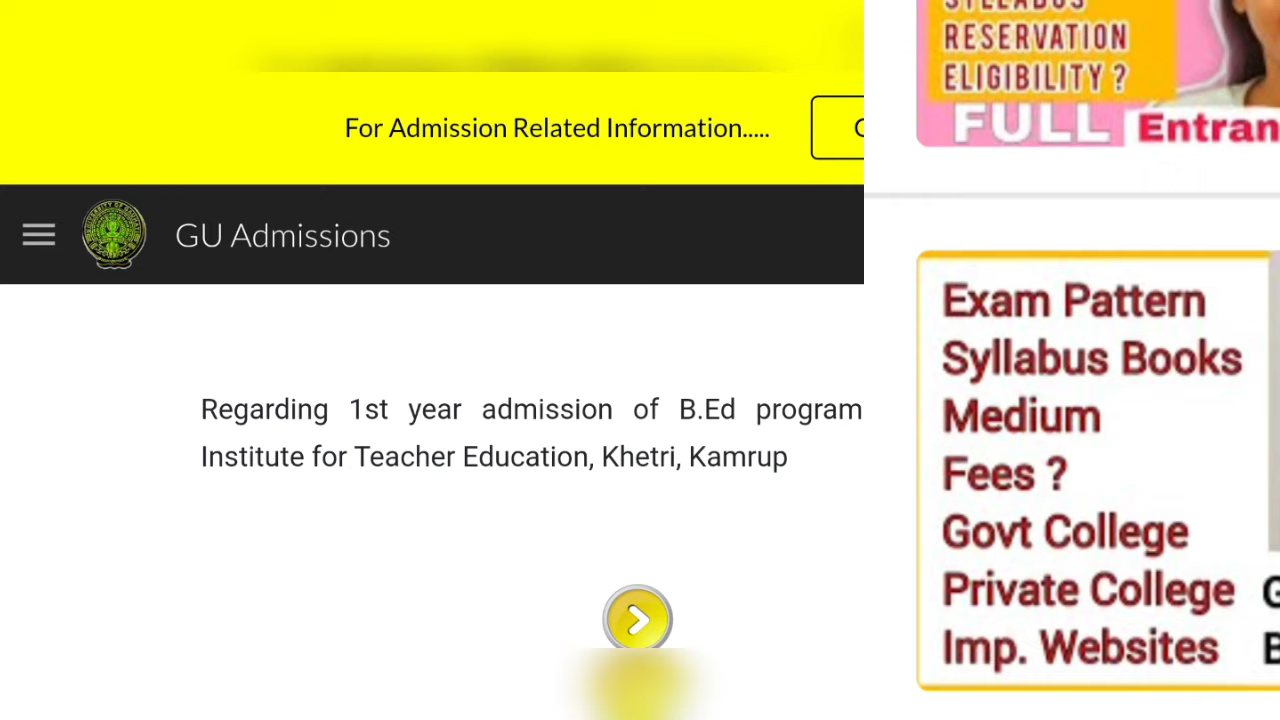 For Admission Related Information.....
GU Admissions
Regarding 1st year admission of B.Ed program
Institute for Teacher Education, Khetri, Kamrup
SYLLABUS
RESERVATION
ELIGIBILITY ?
FULL Entran
Exam Pattern
Syllabus Books
Medium
Fees ?
Govt College
Private College
Imp. Websites